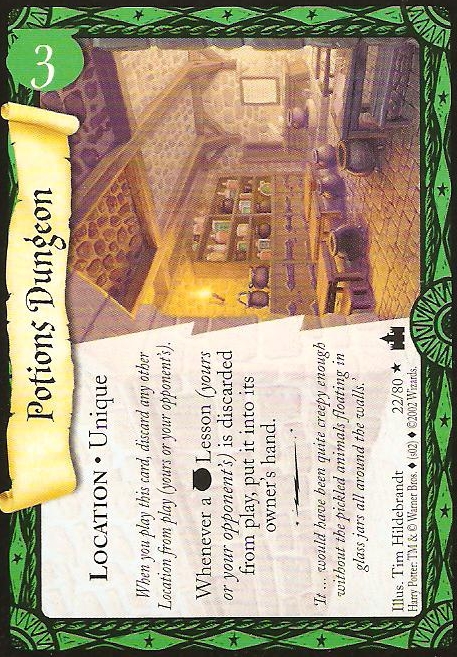 3
Potions Dungeon
LOCATION • Unique
When you play this card, discard any other
Location from play (yours or your opponent's).
Whenever a Lesson (yours
or your opponent's) is discarded
from play, put it into its
owner's hand.
'It ... would have been quite creepy enough
without the pickled animals floating in
glass jars all around the walls.'
Illus. Tim Hildebrandt 22/80 ★
Harry Potter: TM & © Warner Bros. ♦ (s02) ♦ ©2002 Wizards.